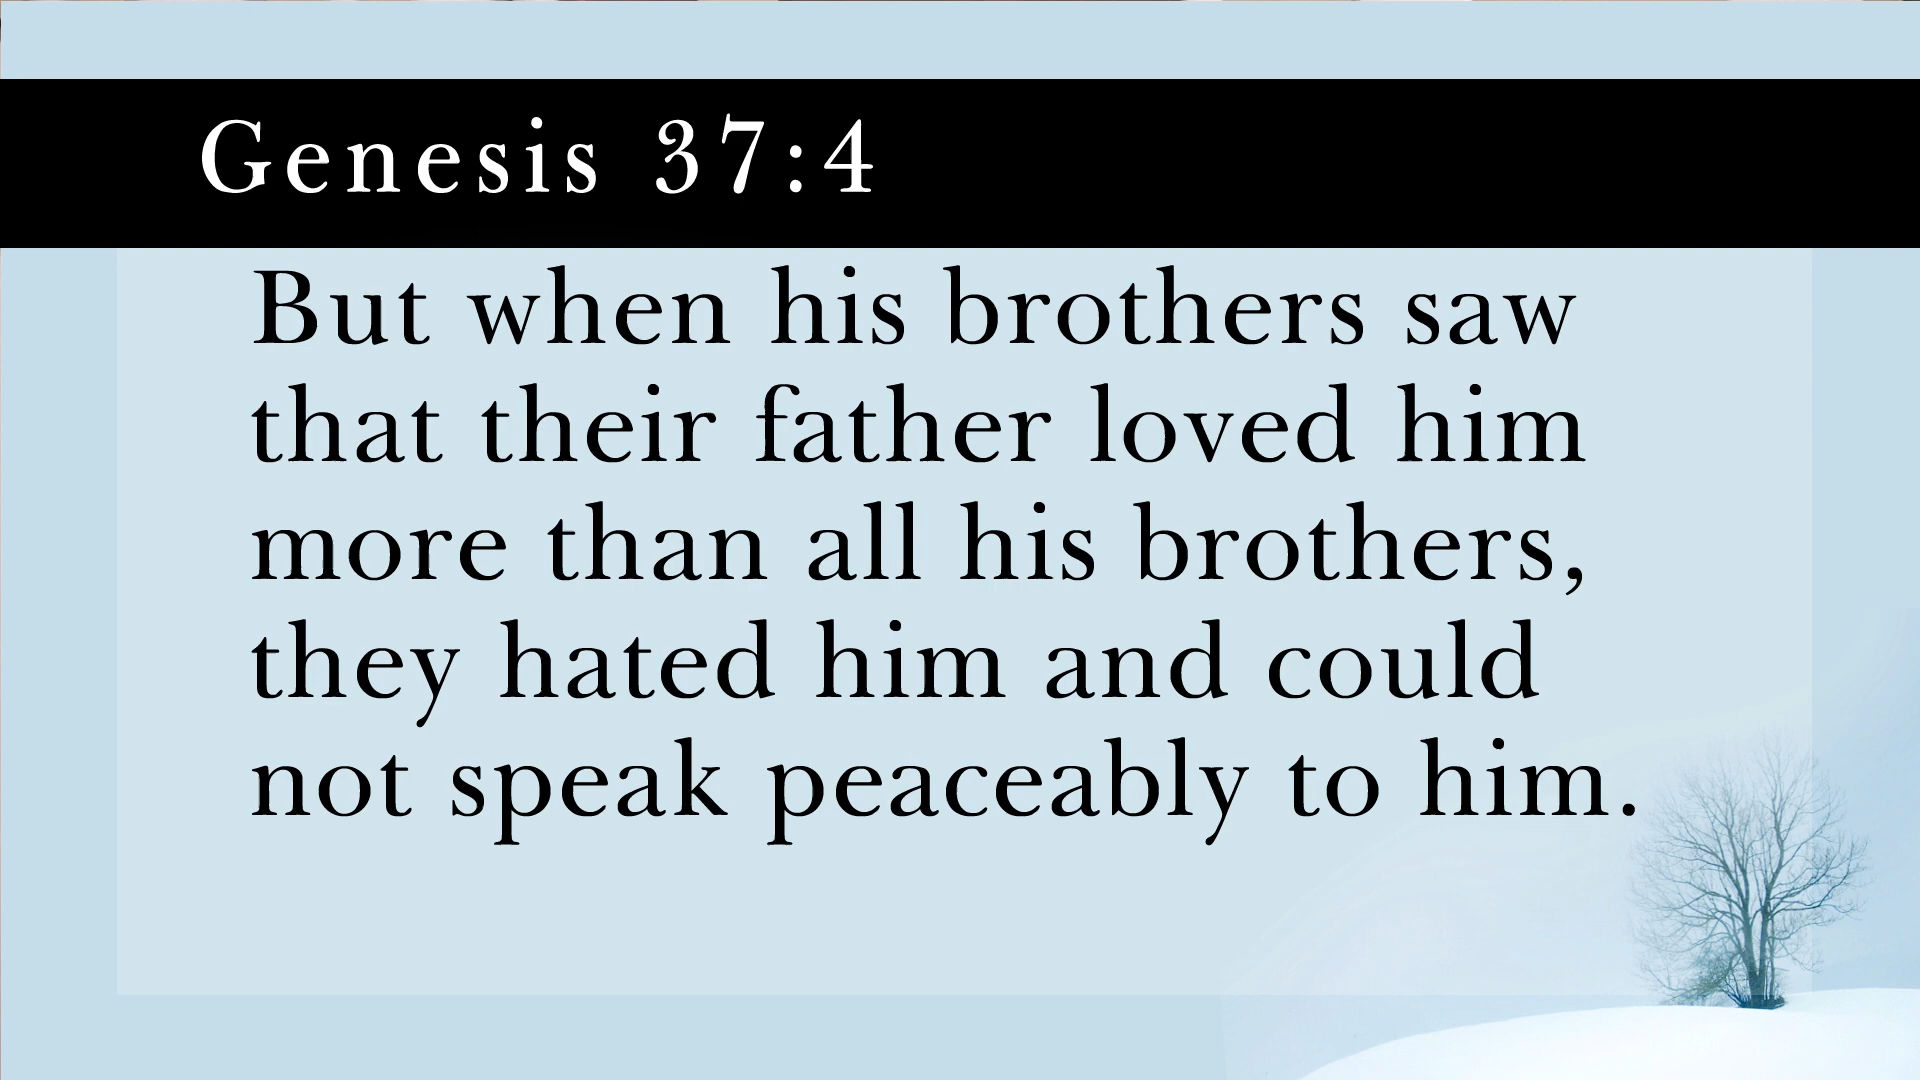 Genesis 37:4
But when his brothers saw
that their father loved him
more than all his brothers,
they hated him and could
not speak peaceably to him.